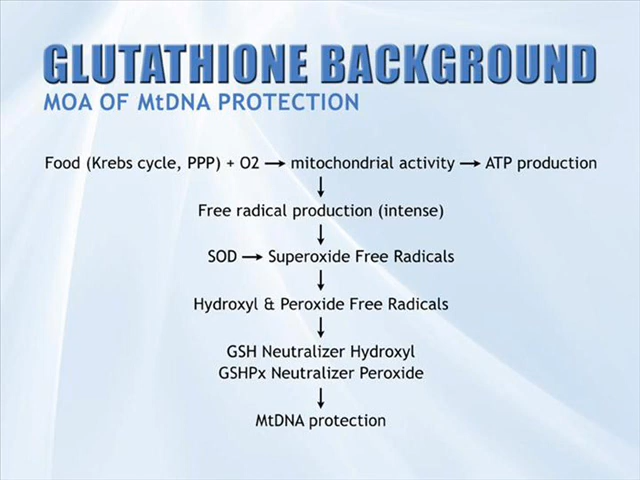 GLUTATHIONE BACKGROUND
MOA OF MtDNA PROTECTION
Food (Krebs cycle, PPP) + O2 → mitochondrial activity → ATP production
↓
Free radical production (intense)
↓
SOD → Superoxide Free Radicals
↓
Hydroxyl & Peroxide Free Radicals
↓
GSH Neutralizer Hydroxyl
GSHPx Neutralizer Peroxide
↓
MtDNA protection